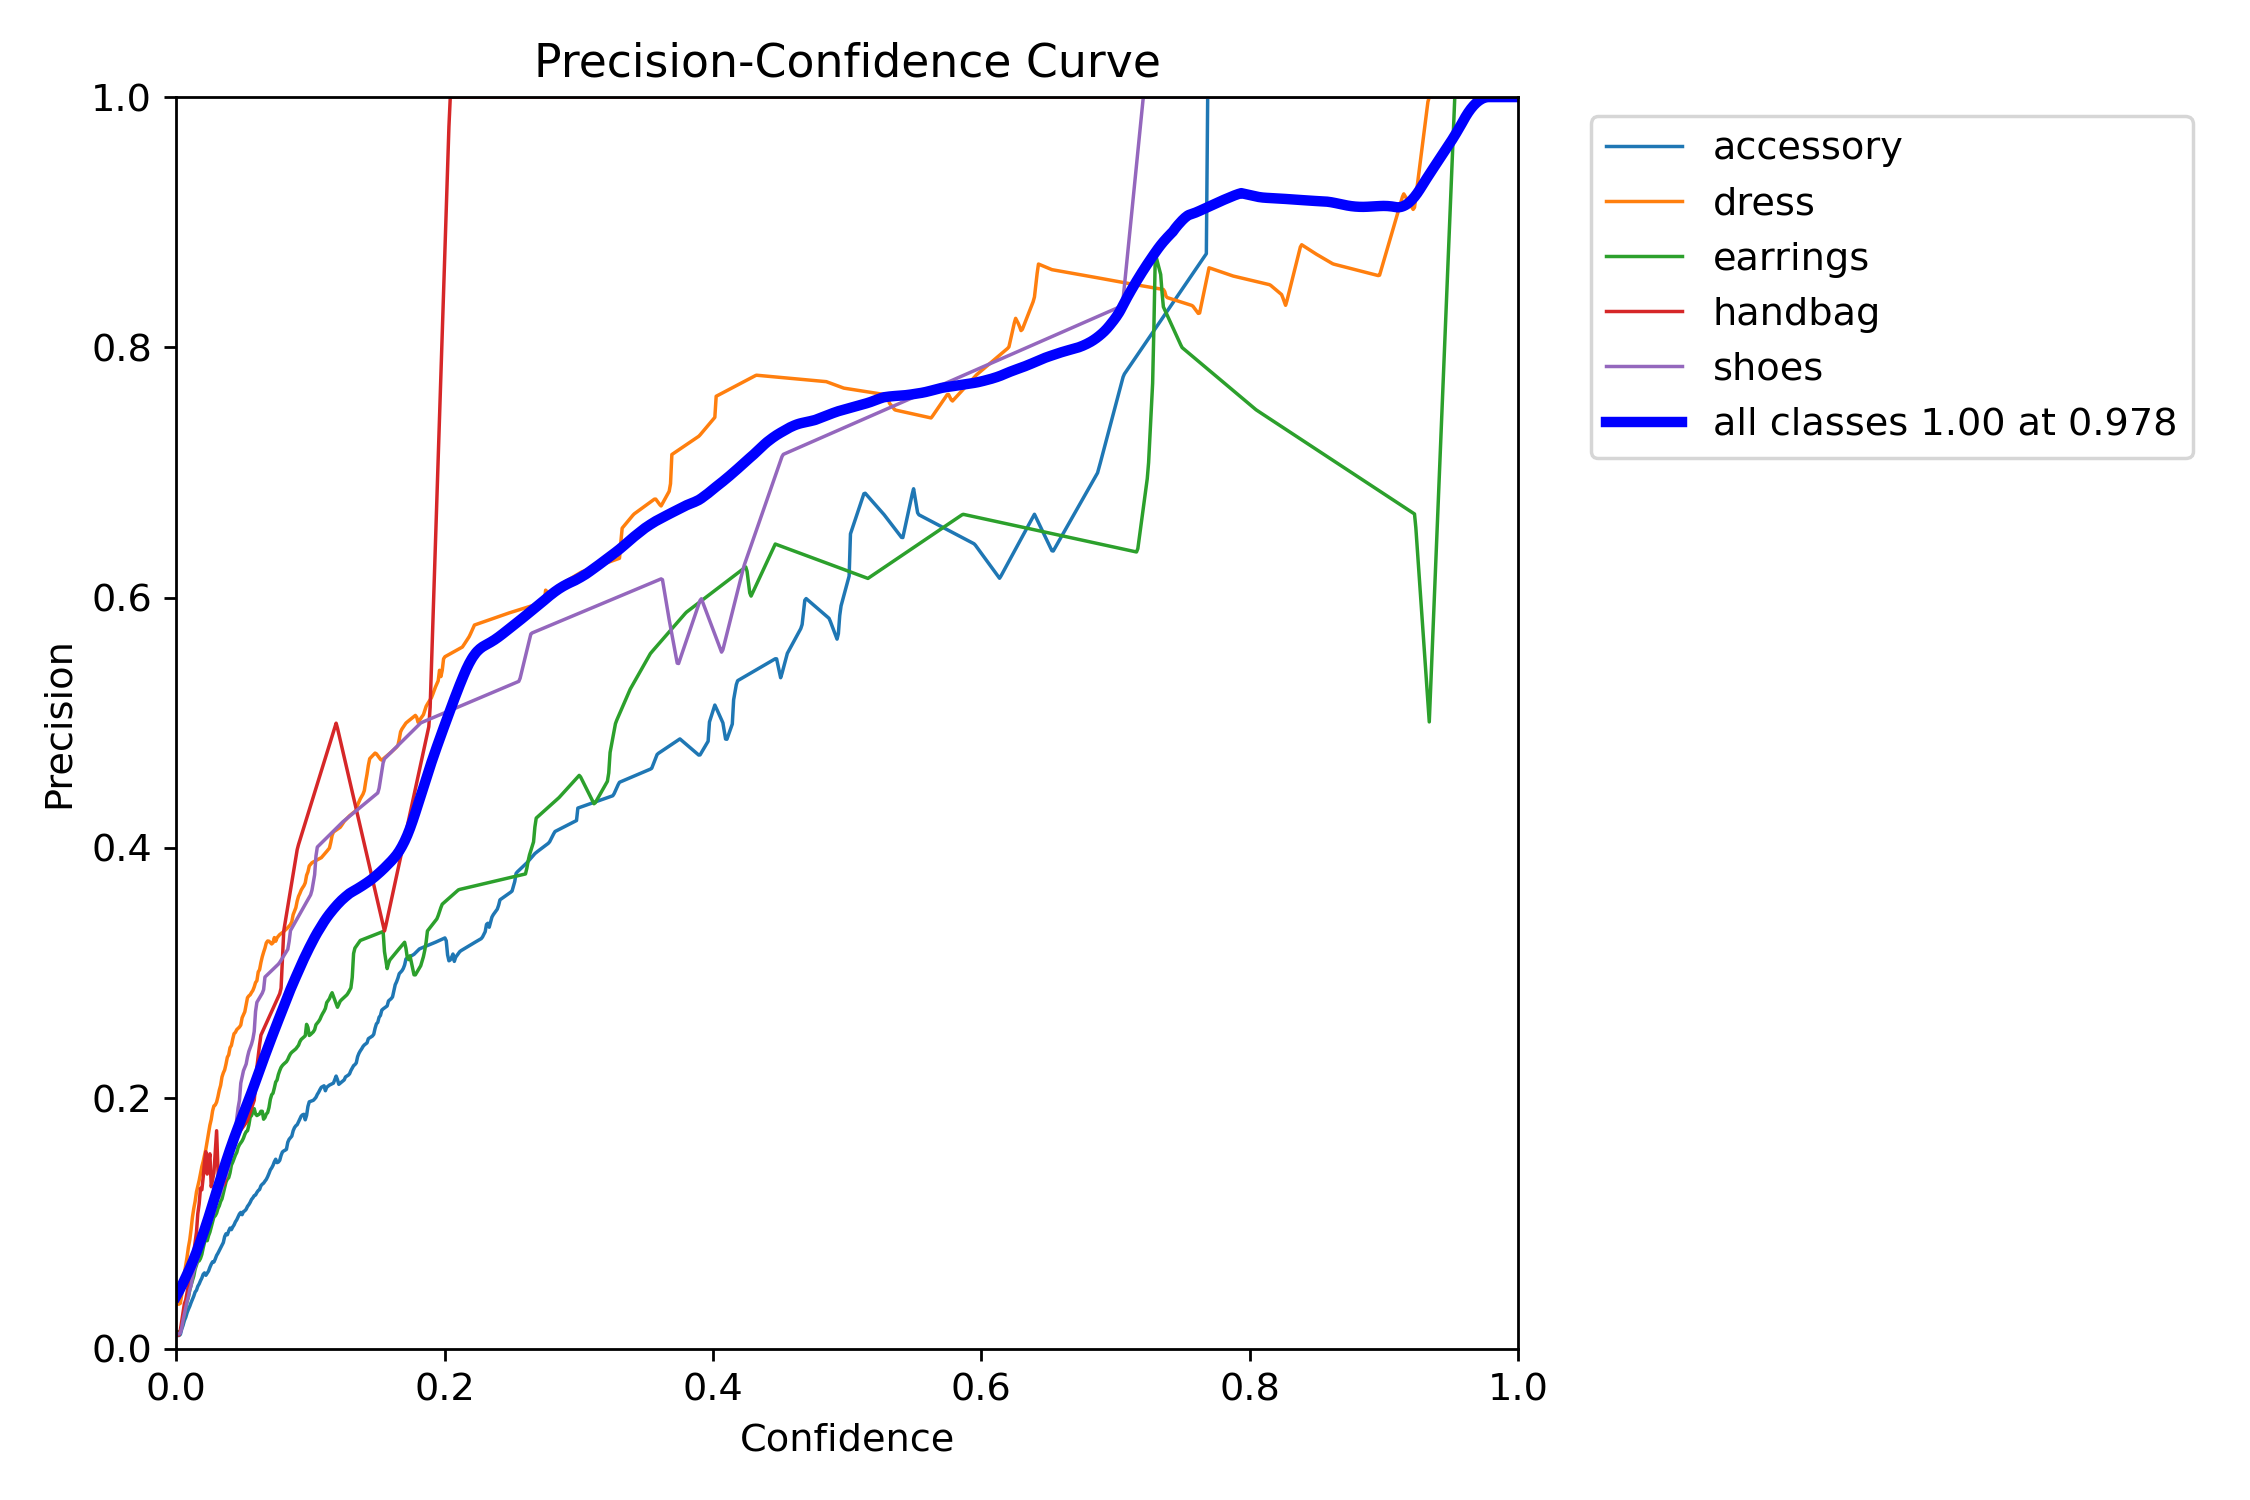 Precision-Confidence Curve
1.0
0.8
0.6
0.4
0.2
0.0
Precision
0.0 0.2 0.4 0.6 0.8 1.0
Confidence
accessory
dress
earrings
handbag
shoes
all classes 1.00 at 0.978